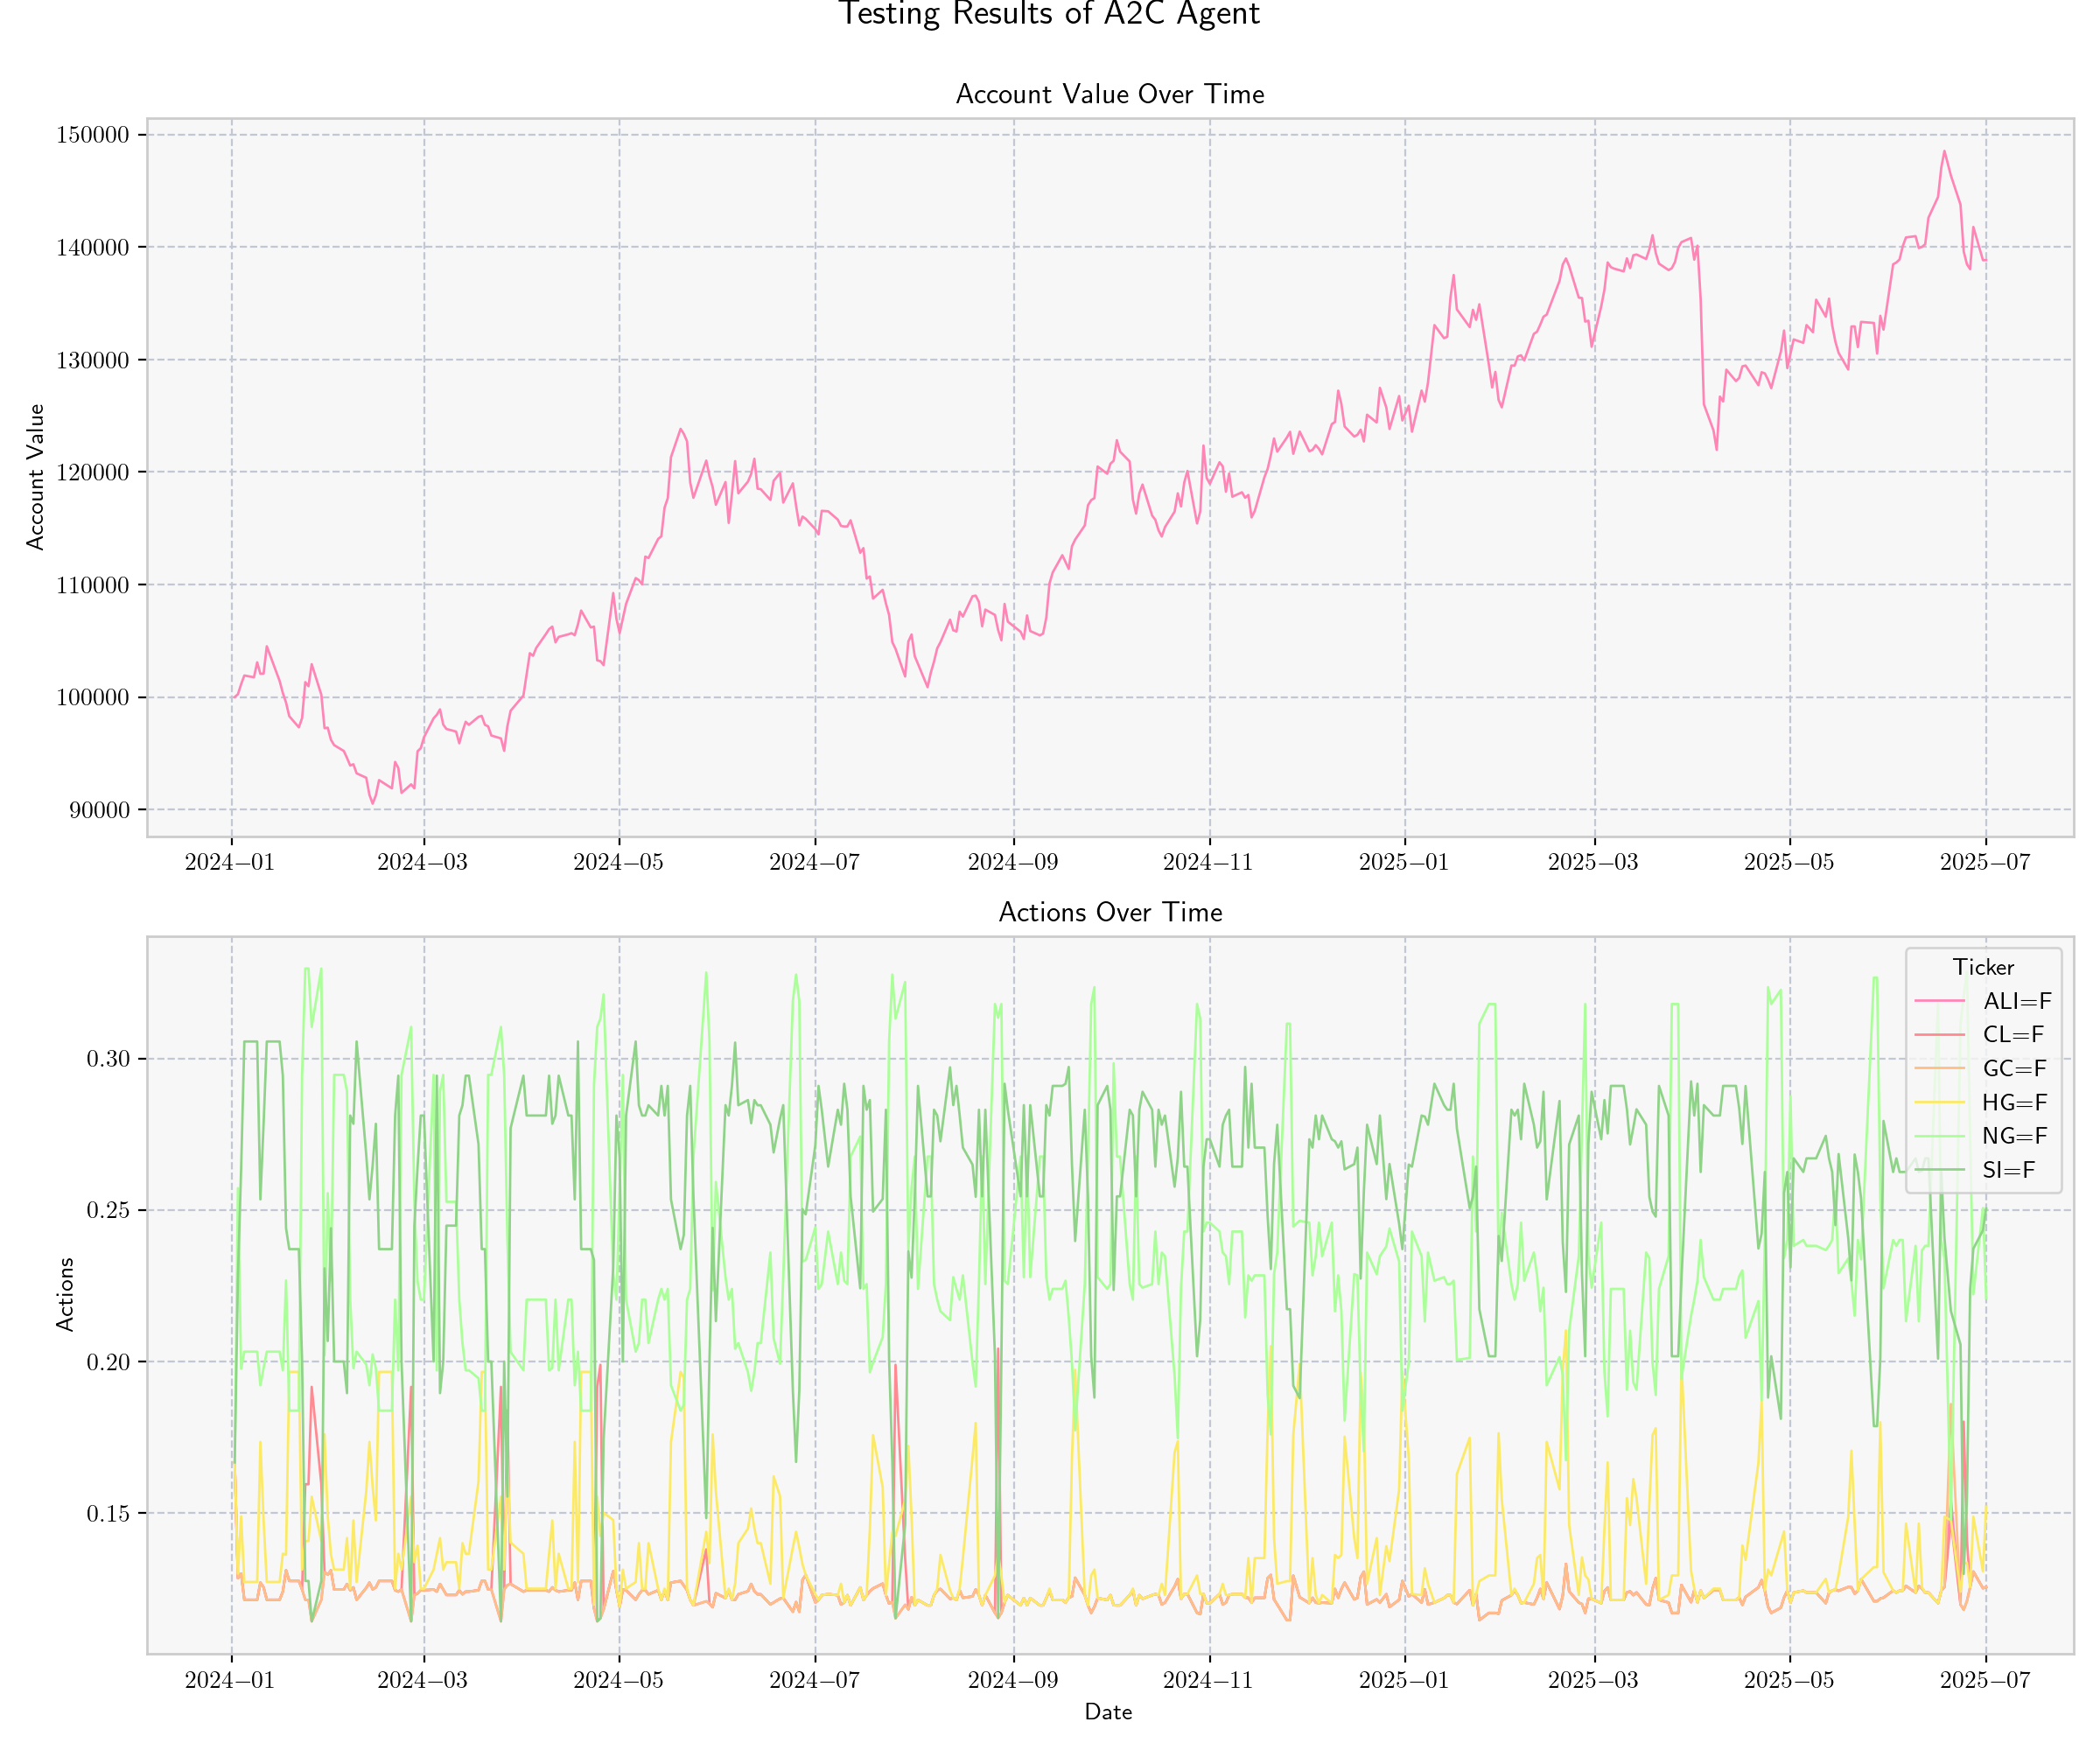 Testing Results of A2C Agent
Account Value Over Time
150000
140000
130000
120000
110000
100000
90000
Account Value
2024−01 2024−03 2024−05 2024−07 2024−09 2024−11 2025−01 2025−03 2025−05 2025−07
Actions Over Time
0.30
0.25
0.20
0.15
Actions
Ticker
ALI=F
CL=F
GC=F
HG=F
NG=F
SI=F
2024−01 2024−03 2024−05 2024−07 2024−09 2024−11 2025−01 2025−03 2025−05 2025−07
Date